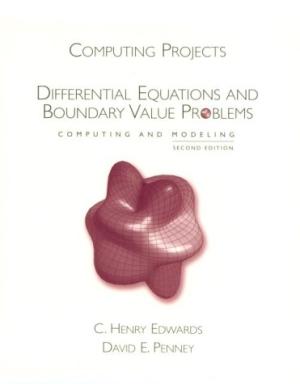 COMPUTING PROJECTS
DIFFERENTIAL EQUATIONS AND
BOUNDARY VALUE PROBLEMS
COMPUTING AND MODELING
SECOND EDITION
C. HENRY EDWARDS
DAVID E. PENNEY